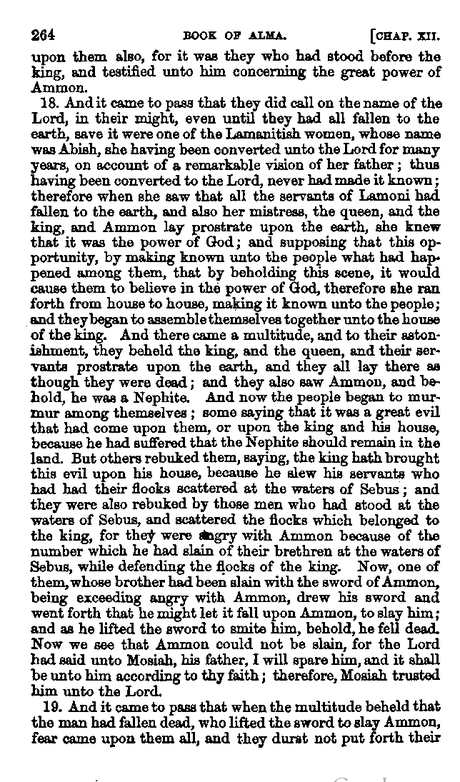 264 BOOK OF ALMA. [CHAP. XII.
upon them also, for it was they who had stood before the
king, and testified unto him concerning the great power of
Ammon.
18. And it came to pass that they did call on the name of the
Lord, in their might, even until they had all fallen to the
earth, save it were one of the Lamanitish women, whose name
was Abish, she having been converted unto the Lord for many
years, on account of a remarkable vision of her father; thus
having been converted to the Lord, never had made it known;
therefore when she saw that all the servants of Lamoni had
fallen to the earth, and also her mistress, the queen, and the
king, and Ammon lay prostrate upon the earth, she knew
that it was the power of God; and supposing that this op-
portunity, by making known unto the people what had hap-
pened among them, that by beholding this scene, it would
cause them to believe in the power of God, therefore she ran
forth from house to house, making it known unto the people;
and they began to assemble themselves together unto the house
of the king. And there came a multitude, and to their aston-
ishment, they beheld the king, and the queen, and their ser-
vants prostrate upon the earth, and they all lay there as
though they were dead; and they also saw Ammon, and be-
hold, he was a Nephite. And now the people began to mur-
mur among themselves; some saying that it was a great evil
that had come upon them, or upon the king and his house,
because he had suffered that the Nephite should remain in the
land. But others rebuked them, saying, the king hath brought
this evil upon his house, because he slew his servants who
had had their flocks scattered at the waters of Sebus; and
they were also rebuked by those men who had stood at the
waters of Sebus, and scattered the flocks which belonged to
the king, for they were angry with Ammon because of the
number which he had slain of their brethren at the waters of
Sebus, while defending the flocks of the king. Now, one of
them, whose brother had been slain with the sword of Ammon,
being exceeding angry with Ammon, drew his sword and
went forth that he might let it fall upon Ammon, to slay him;
and as he lifted the sword to smite him, behold, he fell dead.
Now we see that Ammon could not be slain, for the Lord
had said unto Mosiah, his father, I will spare him, and it shall
be unto him according to thy faith; therefore, Mosiah trusted
him unto the Lord.
19. And it came to pass that when the multitude beheld that
the man had fallen dead, who lifted the sword to slay Ammon,
fear came upon them all, and they durst not put forth their